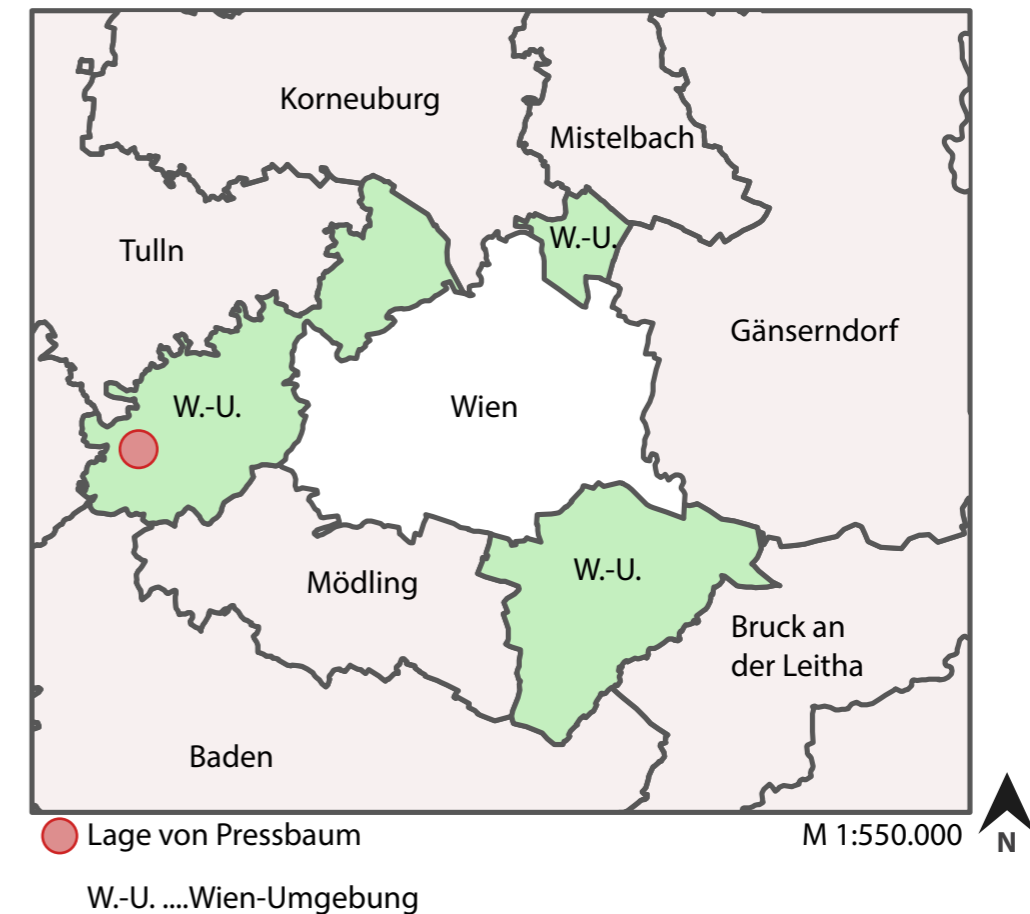 Korneuburg
Mistelbach
Tulln
W.-U.
Gänserndorf
W.-U.
Wien
W.-U.
Mödling
Bruck an
der Leitha
Baden
Lage von Pressbaum
M 1:550.000
N
W.-U. ....Wien-Umgebung